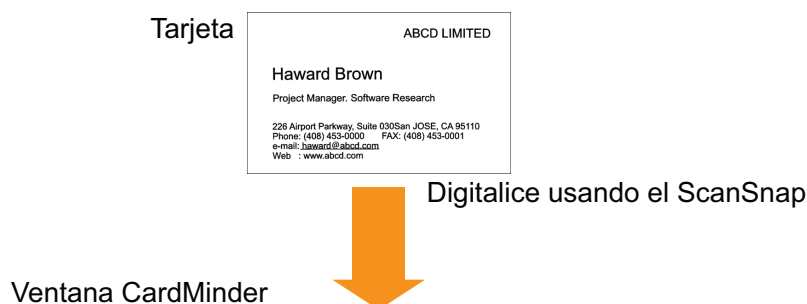 Tarjeta
ABCD LIMITED
Haward Brown
Project Manager. Software Research
226 Airport Parkway, Suite 030San JOSE, CA 95110
Phone: (408) 453-0000 FAX: (408) 453-0001
e-mail: haward@abcd.com
Web : www.abcd.com
Digitalice usando el ScanSnap
Ventana CardMinder